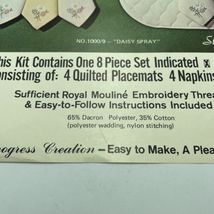 NO. 1000/9 - "DAISY SPRAY"
his Kit Contains One 8 Piece Set Indicated x
onsisting of: 4 Quilted Placemats 4 Napkins
Sufficient Royal Mouliné Embroidery Threa
& Easy-to-Follow Instructions Included
65% Dacron Polyester, 35% Cotton
(polyester wadding, nylon stitching)
rogress Creation—Easy to Make, A Plea